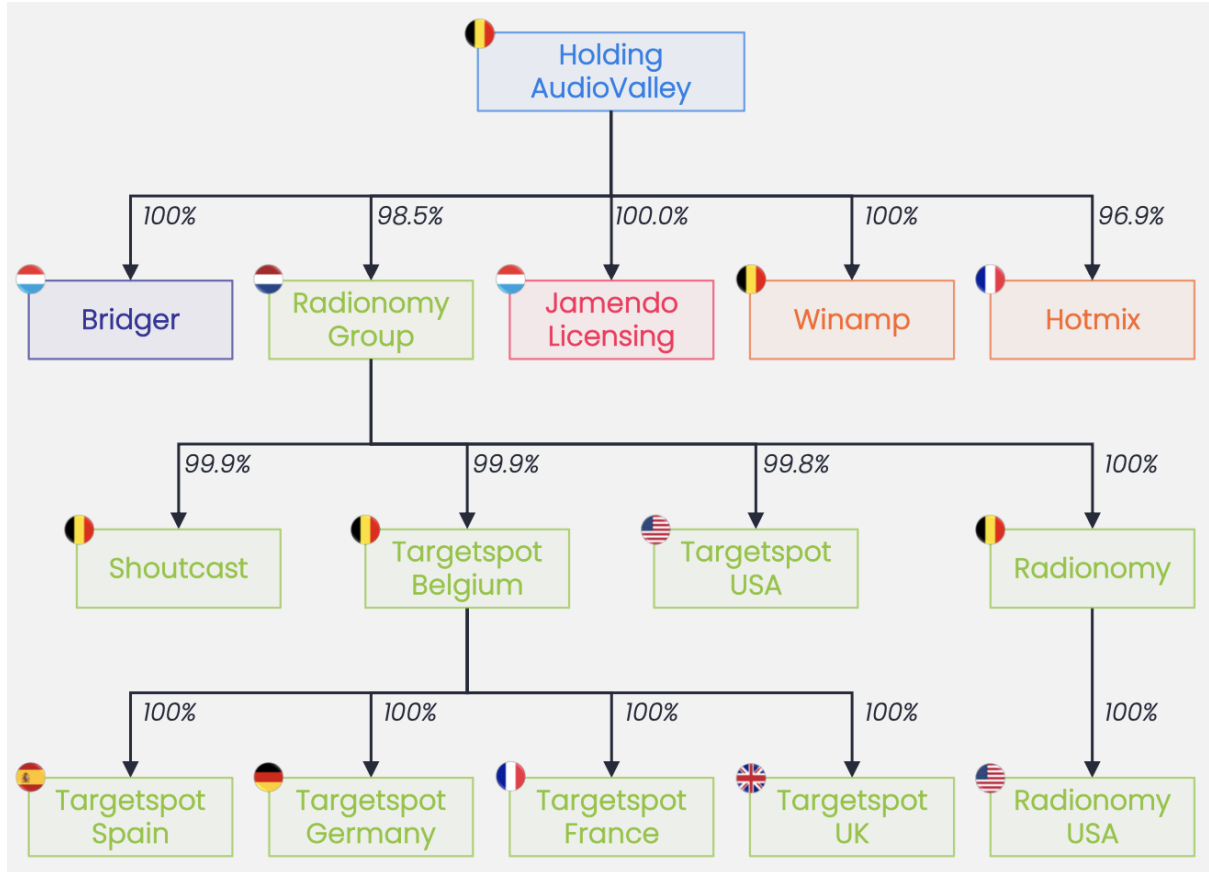 Holding
AudioValley
100%
98.5%
100.0%
100%
96.9%
Bridger
Radionomy
Group
Jamendo
Licensing
Winamp
Hotmix
99.9%
99.9%
99.8%
100%
Shoutcast
Targetspot
Belgium
Targetspot
USA
Radionomy
100%
100%
100%
100%
100%
Targetspot
Spain
Targetspot
Germany
Targetspot
France
Targetspot
UK
Radionomy
USA